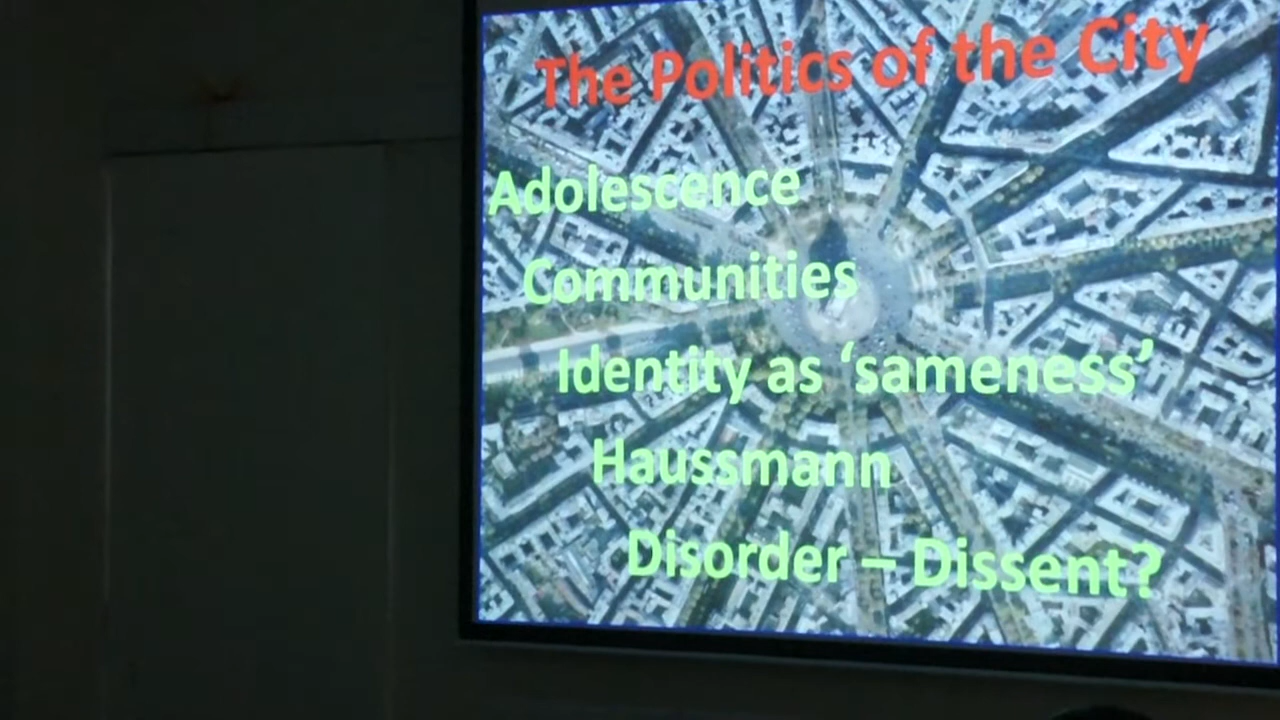 The Politics of the City
Adolescence
Communities
Identity as ‘sameness’
Haussmann
Disorder – Dissent?